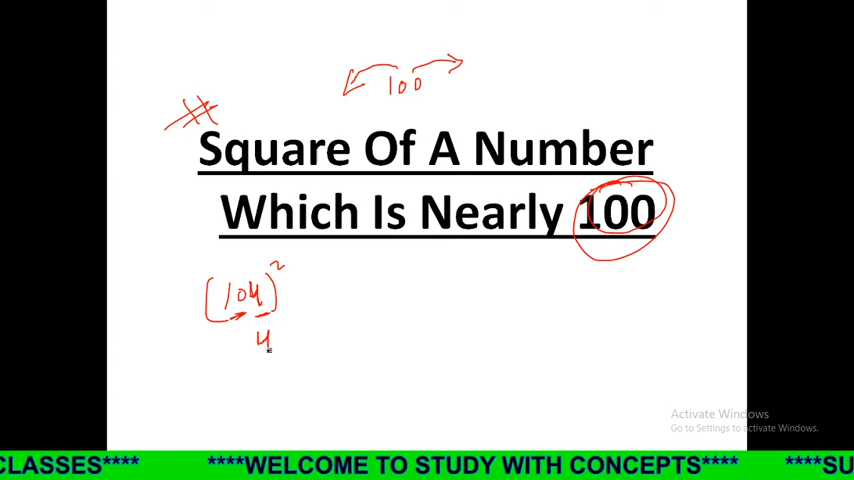 100
Square Of A Number
Which Is Nearly 100
(104)²
4
Activate Windows
Go to Settings to activate Windows.
CLASSES**** ****WELCOME TO STUDY WITH CONCEPTS**** ****SU